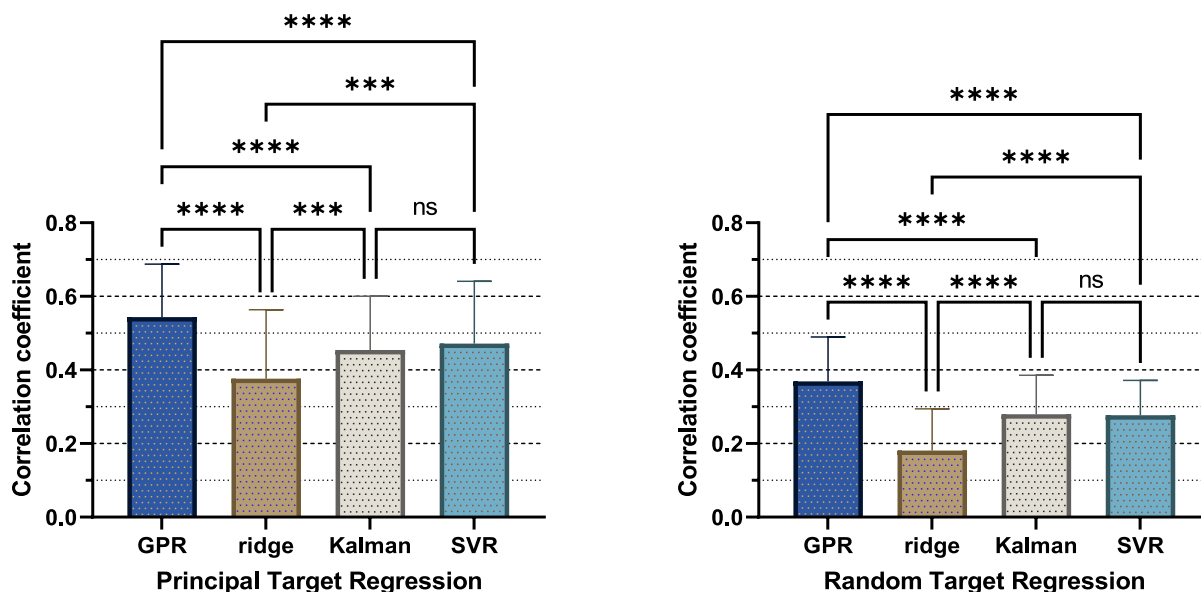 ****
***
****
**** *** ns
0.8
0.6
0.4
0.2
0.0
Correlation coefficient
GPR ridge Kalman SVR
Principal Target Regression
****
****
****
**** **** ns
0.8
0.6
0.4
0.2
0.0
Correlation coefficient
GPR ridge Kalman SVR
Random Target Regression